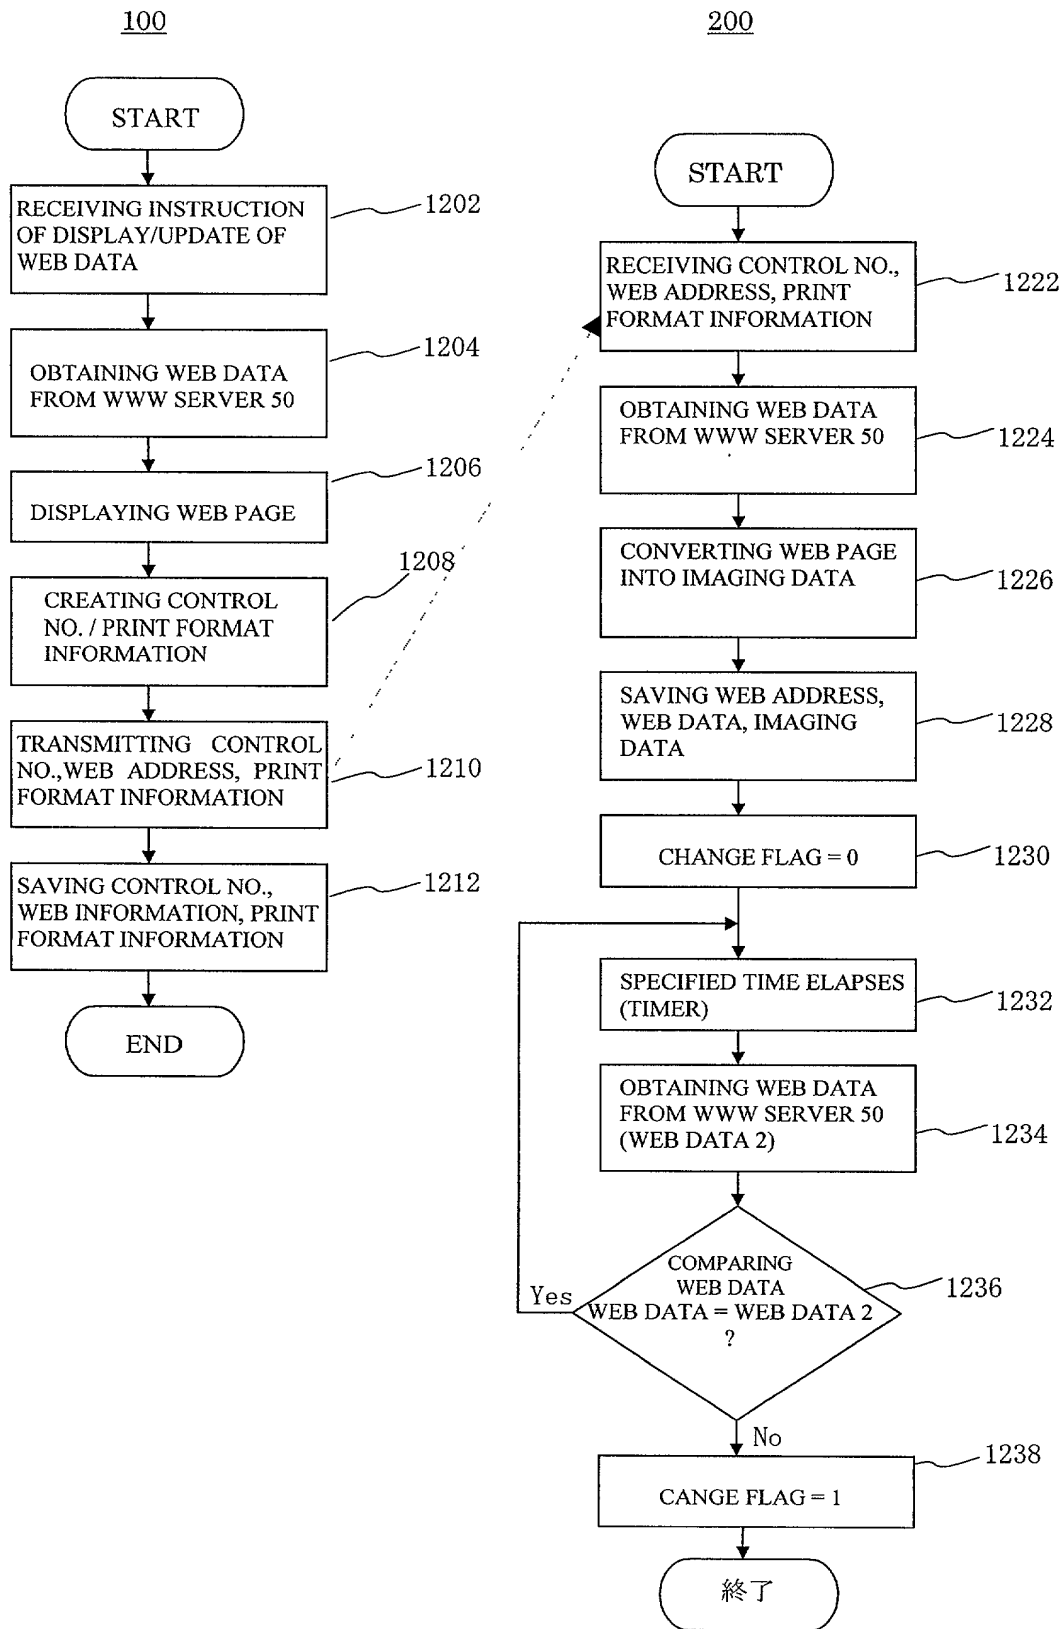 100
START
RECEIVING INSTRUCTION
OF DISPLAY/UPDATE OF
WEB DATA
1202
OBTAINING WEB DATA
FROM WWW SERVER 50
1204
DISPLAYING WEB PAGE
1206
CREATING CONTROL
NO. / PRINT FORMAT
INFORMATION
1208
TRANSMITTING CONTROL
NO.,WEB ADDRESS, PRINT
FORMAT INFORMATION
1210
SAVING CONTROL NO.,
WEB INFORMATION, PRINT
FORMAT INFORMATION
1212
END
200
START
RECEIVING CONTROL NO.,
WEB ADDRESS, PRINT
FORMAT INFORMATION
1222
OBTAINING WEB DATA
FROM WWW SERVER 50
1224
CONVERTING WEB PAGE
INTO IMAGING DATA
1226
SAVING WEB ADDRESS,
WEB DATA, IMAGING
DATA
1228
CHANGE FLAG = 0
1230
SPECIFIED TIME ELAPSES
(TIMER)
1232
OBTAINING WEB DATA
FROM WWW SERVER 50
(WEB DATA 2)
1234
COMPARING
WEB DATA
WEB DATA = WEB DATA 2
?
1236
Yes
No
CANGE FLAG = 1
1238
終了